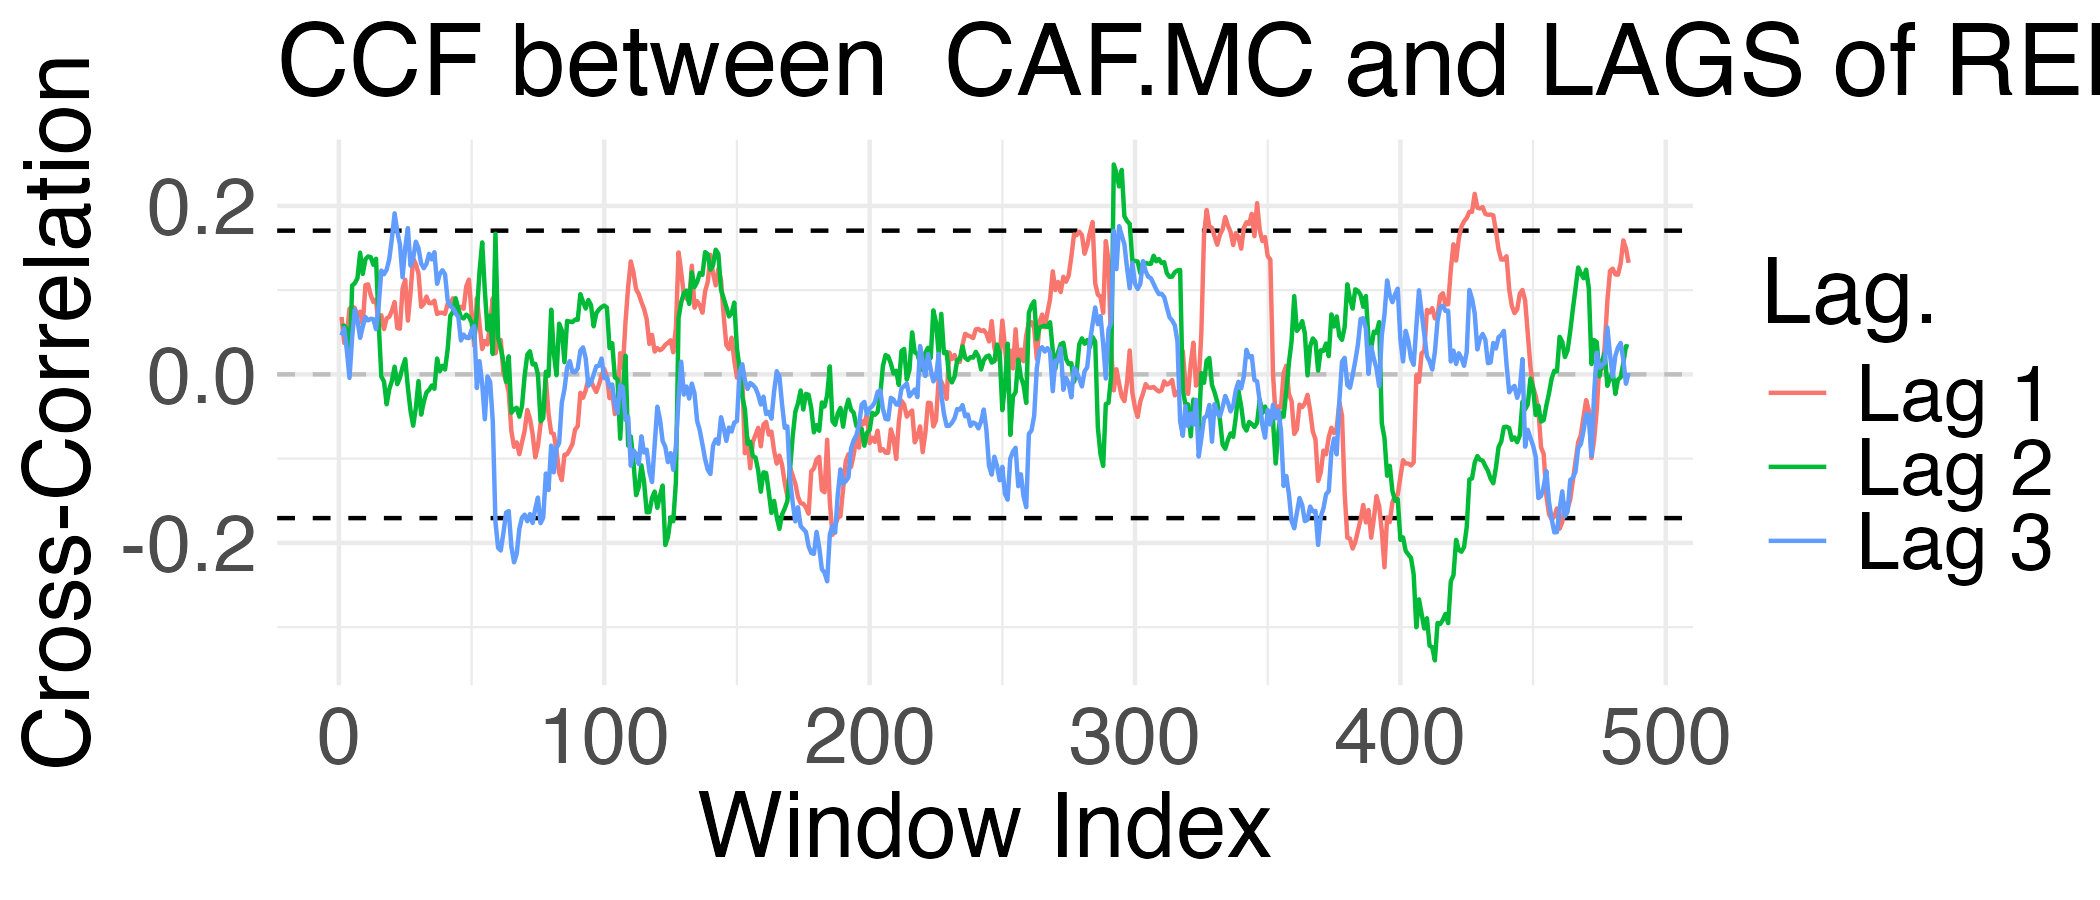 CCF between CAF.MC and LAGS of
Cross-Correlation
0.2
0.0
-0.2
0 100 200 300 400 500
Window Index
Lag.
Lag 1
Lag 2
Lag 3